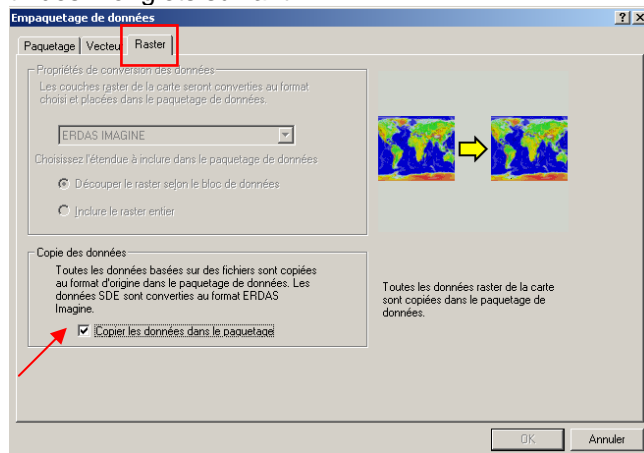 Empaquetage de données
Paquetage Vecteu Raster
Propriétés de conversion des données
Les couches raster de la carte seront converties au format
choisi et placées dans le paquetage de données.
ERDAS IMAGINE
Choisissez l'étendue à inclure dans le paquetage de données
Découper le raster selon le bloc de données
Inclure le raster entier
Copie des données
Toutes les données basées sur des fichiers sont copiées
au format d'origine dans le paquetage de données. Les
données SDE sont converties au format ERDAS
Imagine.
Copier les données dans le paquetage
Toutes les données raster de la carte
sont copiées dans le paquetage de
données.
OK Annuler